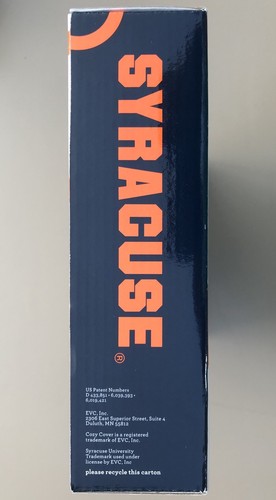 SYRACUSE®
US Patent Numbers
D 435,851 • 6,039,393 •
6,019,421
EVC, Inc.
2306 East Superior Street, Suite 4
Duluth, MN 55812
Cozy Cover is a registered
trademark of EVC, Inc.
Syracuse University
Trademark used under
license by EVC Inc
please recycle this carton